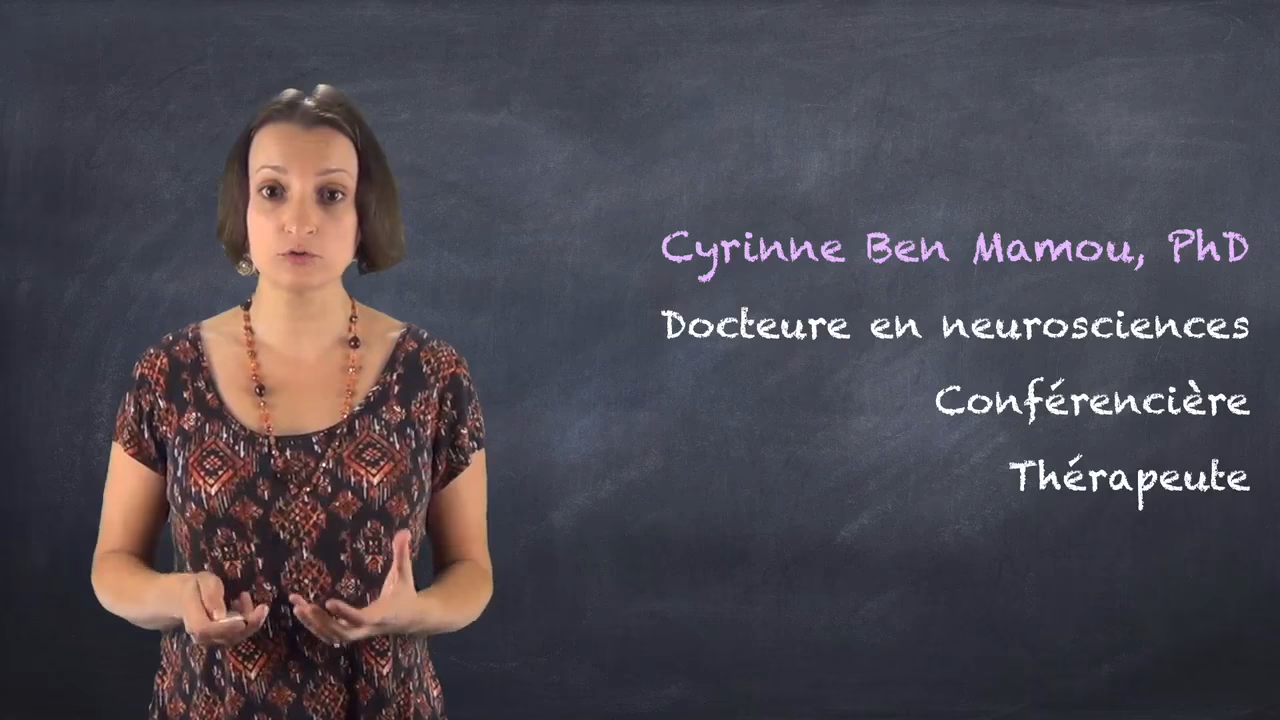 Cyrinne Ben Mamou, PhD
Docteure en neurosciences
Conférencière
Thérapeute